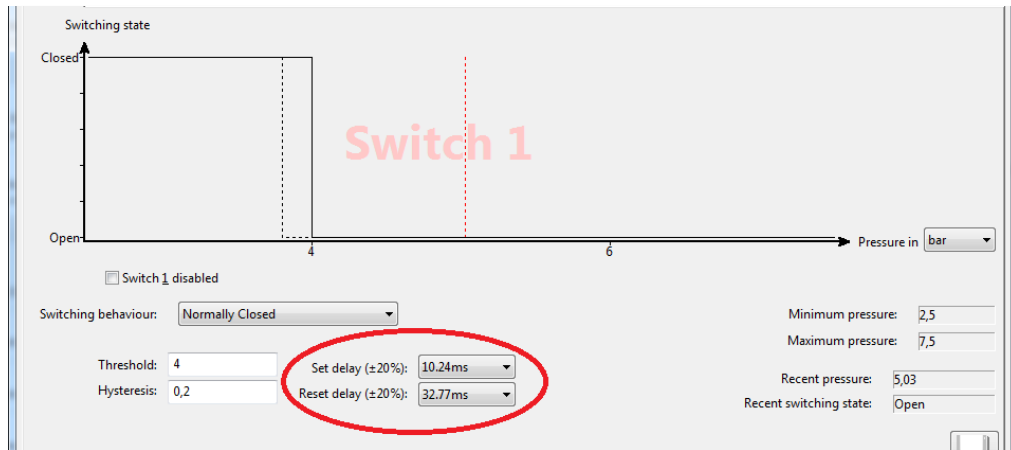 Switching state
Closed
Switch 1
Open
4
6
Pressure in bar
Switch 1 disabled
Switching behaviour: Normally Closed
Minimum pressure: 2,5
Maximum pressure: 7,5
Threshold: 4
Set delay (±20%): 10.24ms
Hysteresis: 0,2
Reset delay (±20%): 32.77ms
Recent pressure: 5,03
Recent switching state: Open